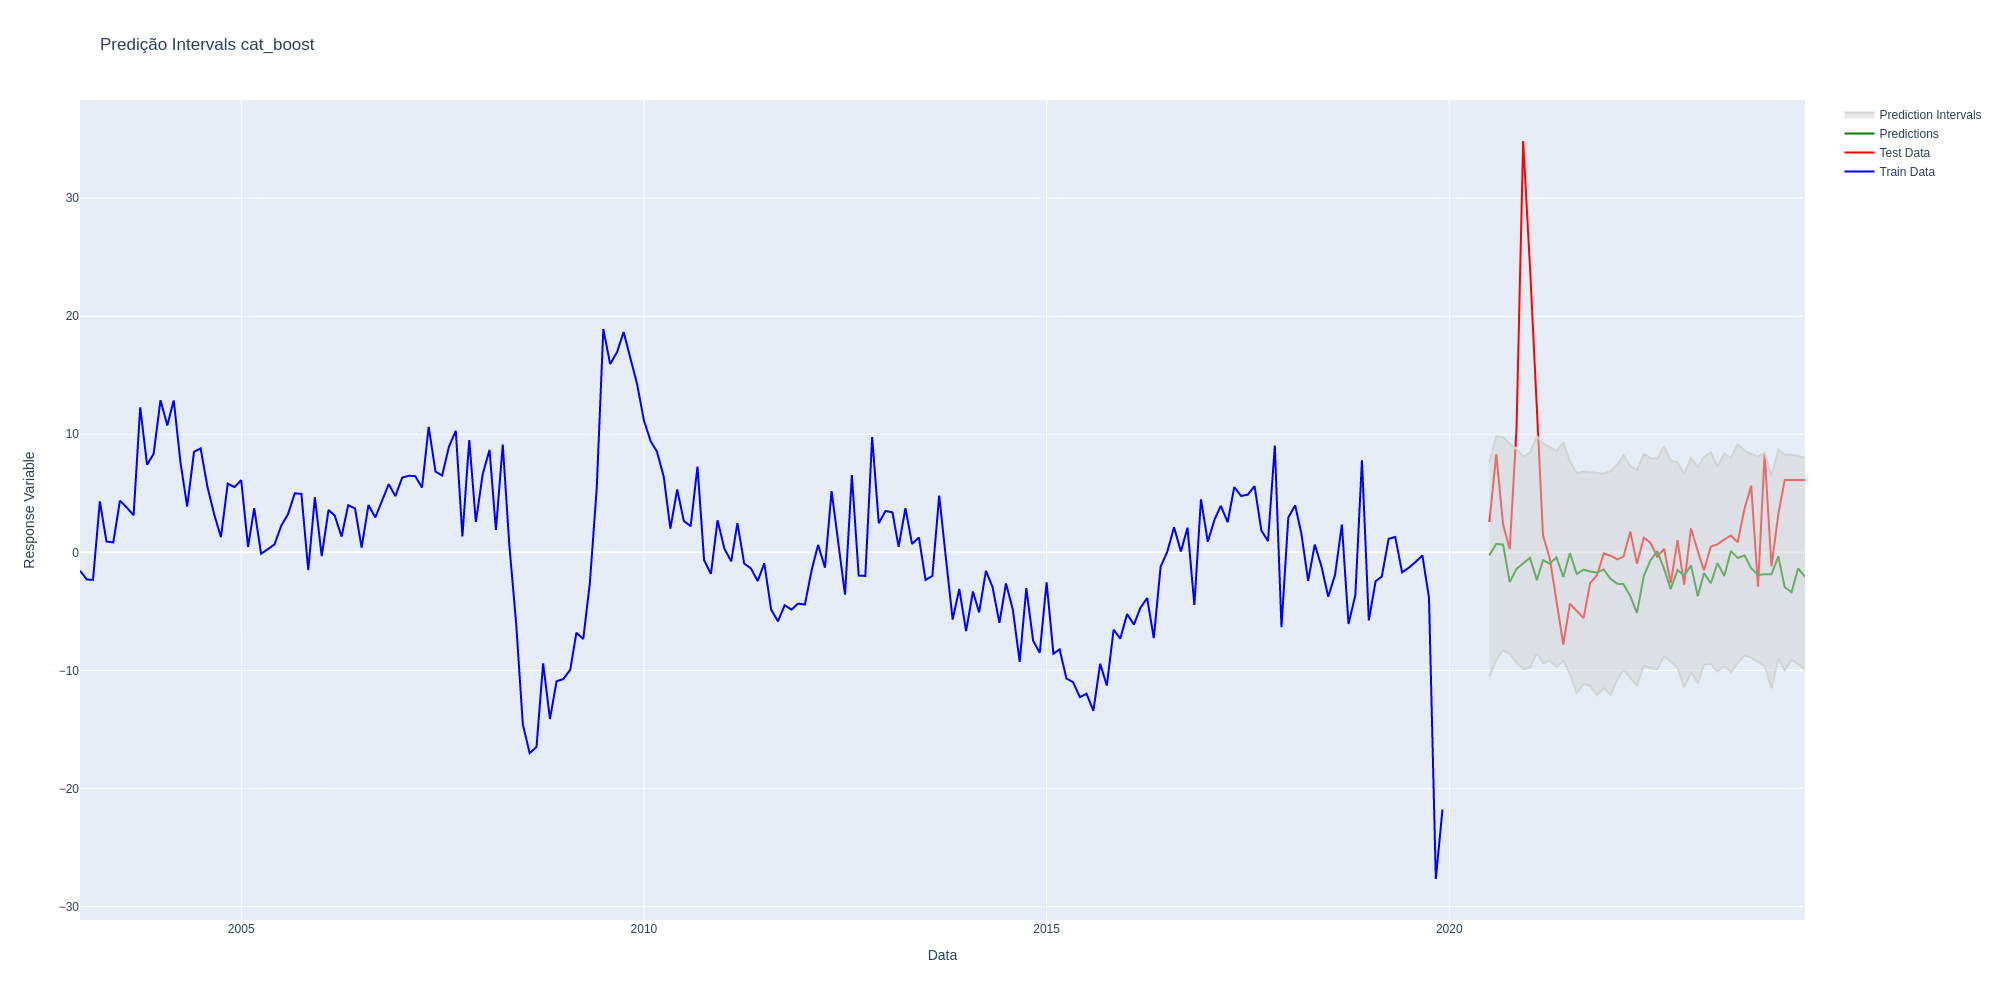 Predição Intervals cat_boost
Prediction Intervals
Predictions
Test Data
Train Data
Response Variable
30
20
10
0
−10
−20
−30
2005
2010
2015
2020
Data